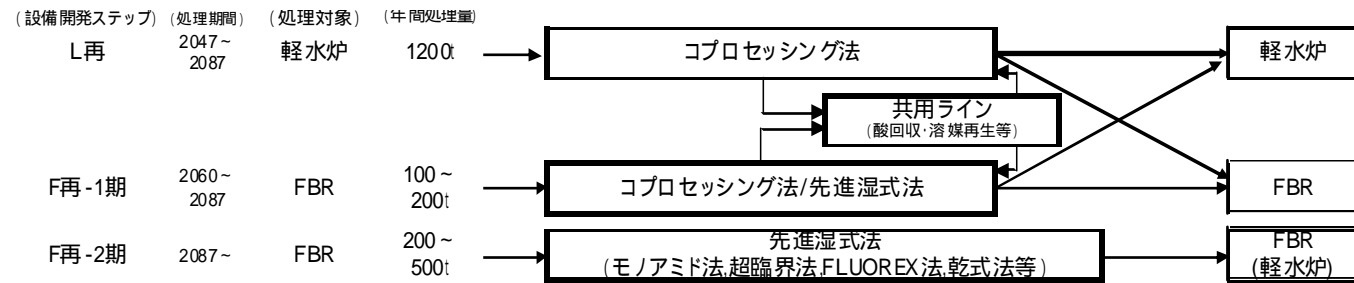 (設備開発ステップ) (処理期間) (処理対象) (年間処理量)
L再 2047~2087 軽水炉 1200t コプロセッシング法 軽水炉
共用ライン
(酸回収・溶媒再生等)
F再-1期 2060~2087 FBR 100~200t コプロセッシング法/先進湿式法 FBR
F再-2期 2087~ FBR 200~500t 先進湿式法 FBR
(モノアミド法,超臨界法,FLUOREX法,乾式法等) (軽水炉)